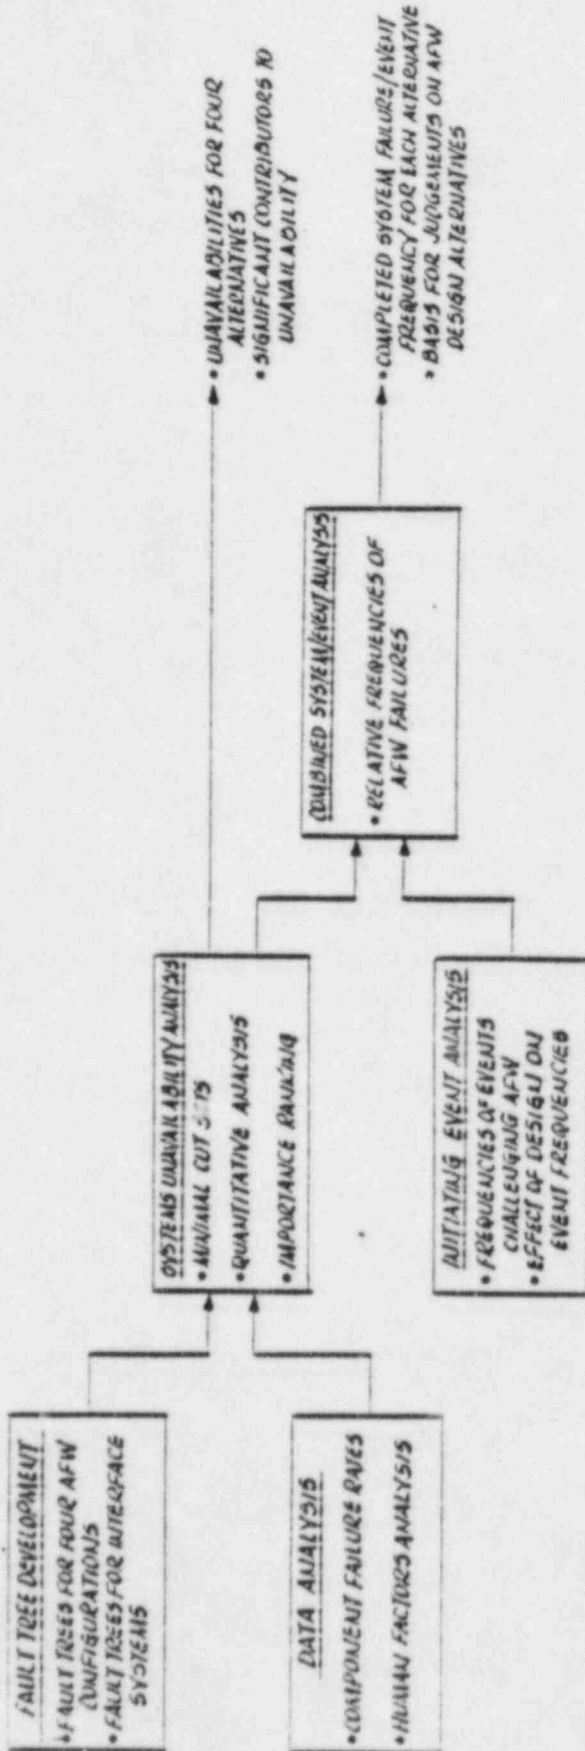 FAULT TREE DEVELOPMENT
• FAULT TREES FOR FOUR AFW
CONFIGURATIONS
• FAULT TREES FOR INTERFACE
SYSTEMS
DATA ANALYSIS
• COMPONENT FAILURE RATES
• HUMAN FACTORS ANALYSIS
SYSTEMS UNAVAILABILITY ANALYSIS
• MINIMAL CUT SETS
• QUANTITATIVE ANALYSIS
• IMPORTANCE RANKING
INITIATING EVENT ANALYSIS
• FREQUENCIES OF EVENTS
CHALLENGING AFW
• EFFECT OF DESIGN ON
EVENT FREQUENCIES
COMBINED SYSTEM/EVENT ANALYSIS
• RELATIVE FREQUENCIES OF
AFW FAILURES
• UNAVAILABILITIES FOR FOUR
ALTERNATIVES
• SIGNIFICANT CONTRIBUTORS TO
UNAVAILABILITY
• COMPLETED SYSTEM FAILURE/EVENT
FREQUENCY FOR EACH ALTERNATIVE
• BASIS FOR JUDGEMENTS ON AFW
DESIGN ALTERNATIVES